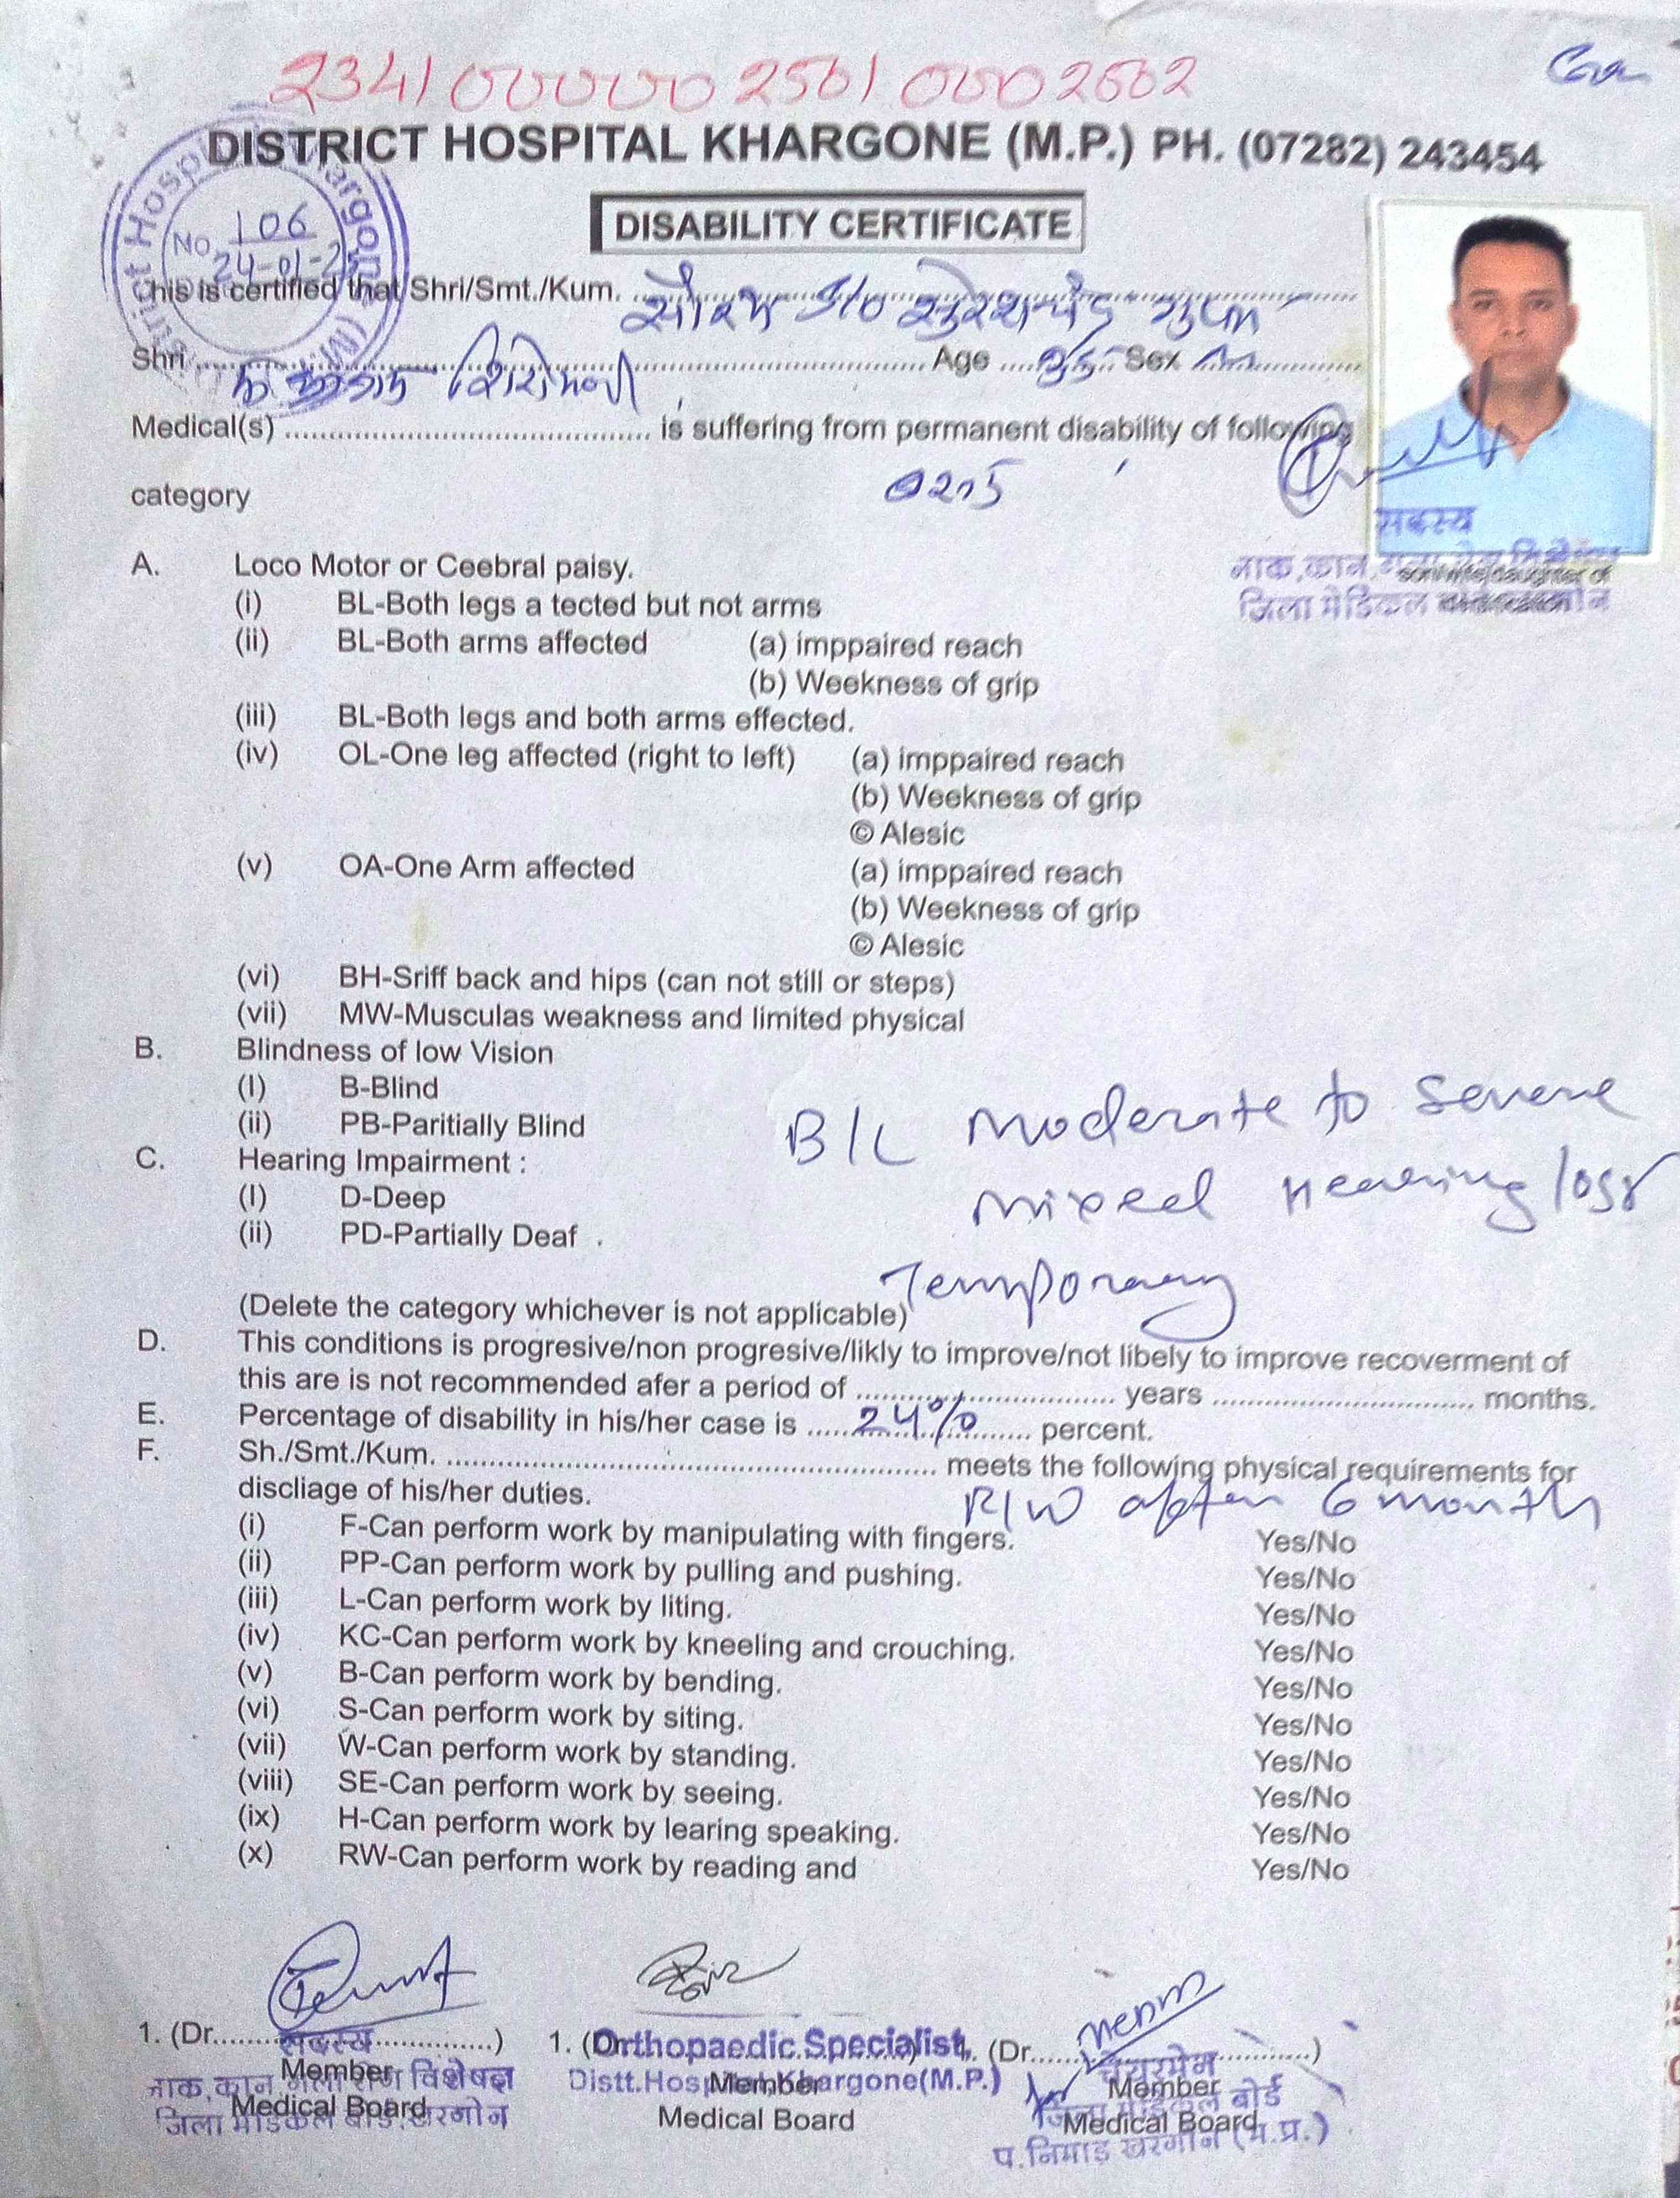 23410000025010002502
DISTRICT HOSPITAL KHARGONE (M.P.) PH. (07282) 243454
DISABILITY CERTIFICATE
No. 106
24-01-2
This is certified that Shri/Smt./Kum. सौरभ S/o सुरेशचंद्र गुप्ता
Shri Age Sex
Medical(s) is suffering from permanent disability of following
category
सदस्य
नाक,कान,गला रोग विशेषज्ञ
son/wife/daughter of
जिला मेडिकल
identification
A. Loco Motor or Ceebral paisy.
(i) BL-Both legs a tected but not arms
(ii) BL-Both arms affected (a) imppaired reach
(b) Weekness of grip
(iii) BL-Both legs and both arms effected.
(iv) OL-One leg affected (right to left) (a) imppaired reach
(b) Weekness of grip
© Alesic
(v) OA-One Arm affected (a) imppaired reach
(b) Weekness of grip
© Alesic
(vi) BH-Sriff back and hips (can not still or steps)
(vii) MW-Musculas weakness and limited physical
B. Blindness of low Vision
(I) B-Blind
(ii) PB-Paritially Blind
B/L Moderate to severe
C. Hearing Impairment :
(I) D-Deep
mixed Hearing loss
(ii) PD-Partially Deaf .
Temporary
(Delete the category whichever is not applicable)
D. This conditions is progresive/non progresive/likly to improve/not libely to improve recoverment of
this are is not recommended afer a period of ........ years ........ months.
E. Percentage of disability in his/her case is 24% percent.
F. Sh./Smt./Kum. ........ meets the following physical requirements for
discliage of his/her duties.
R/W after 6 month
(i) F-Can perform work by manipulating with fingers. Yes/No
(ii) PP-Can perform work by pulling and pushing. Yes/No
(iii) L-Can perform work by liting. Yes/No
(iv) KC-Can perform work by kneeling and crouching. Yes/No
(v) B-Can perform work by bending. Yes/No
(vi) S-Can perform work by siting. Yes/No
(vii) W-Can perform work by standing. Yes/No
(viii) SE-Can perform work by seeing. Yes/No
(ix) H-Can perform work by learing speaking. Yes/No
(x) RW-Can perform work by reading and Yes/No
1. (Dr........) 1. ( 1. (Dr........)
सदस्य Orthopaedic Specialist, चेयरमेन
Member Member Member
नाक,कान गला रोग विशेषज्ञ Distt.Hospital,Khargone(M.P.) जिला मेडिकल बोर्ड
Medical Board Medical Board Medical Board
जिला मेडिकल बोर्ड,खरगोन प.निमाड़ खरगोन (म.प्र.)